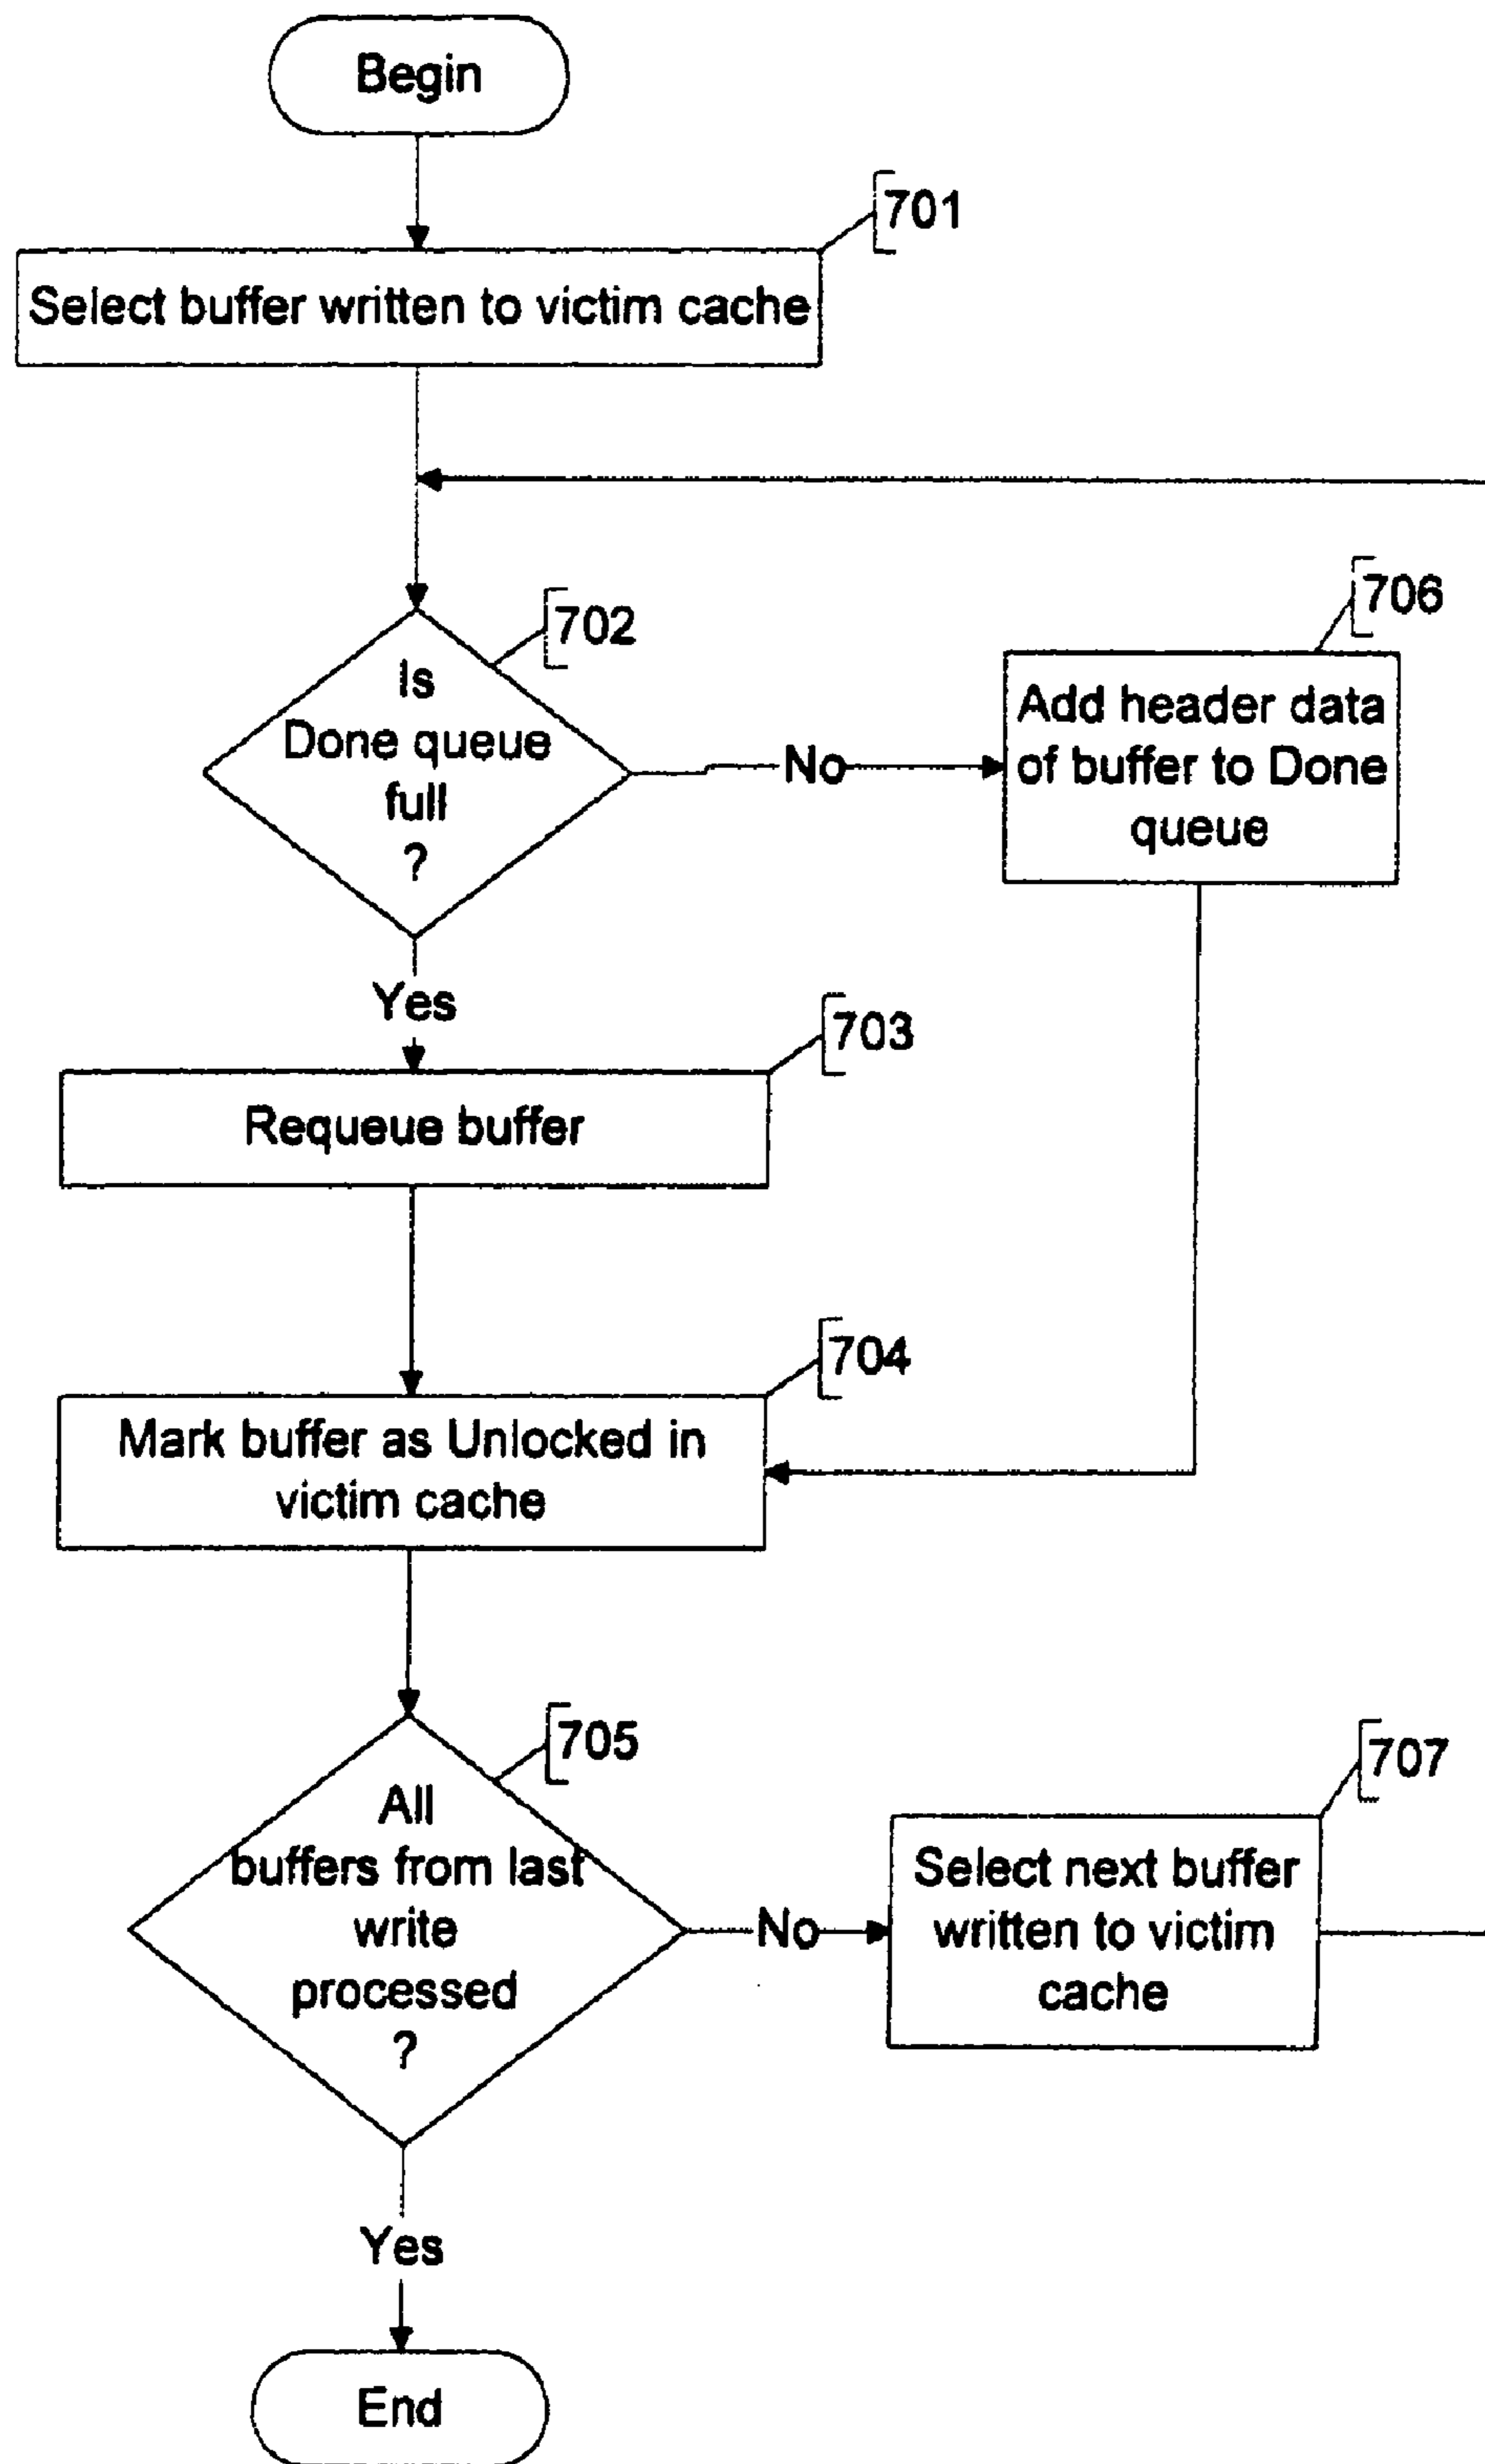 Begin
701
Select buffer written to victim cache
702
706
Is
Done queue
full
?
No
Add header data
of buffer to Done
queue
Yes
703
Requeue buffer
704
Mark buffer as Unlocked in
victim cache
705
707
All
buffers from last
write
processed
?
No
Select next buffer
written to victim
cache
Yes
End